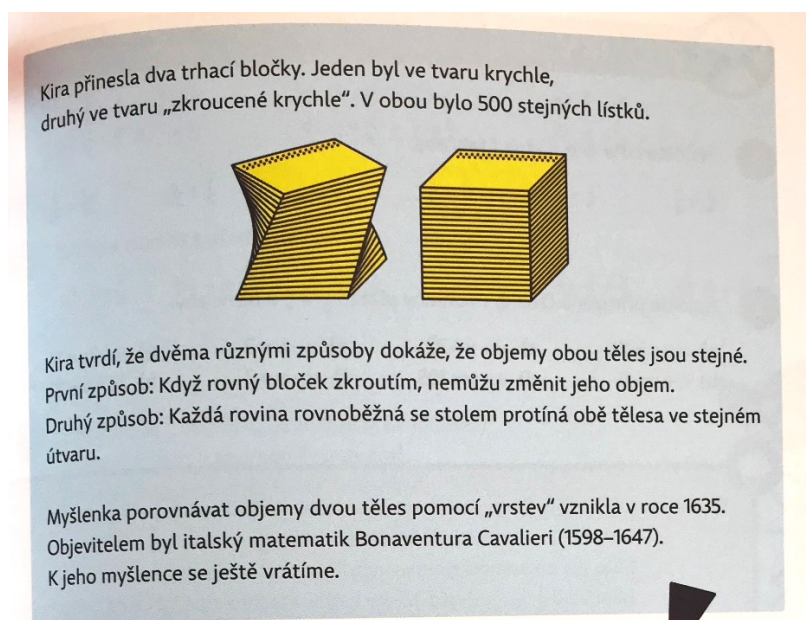 Kira přinesla dva trhací bločky. Jeden byl ve tvaru krychle,
druhý ve tvaru „zkroucené krychle“. V obou bylo 500 stejných lístků.
Kira tvrdí, že dvěma různými způsoby dokáže, že objemy obou těles jsou stejné.
První způsob: Když rovný bloček zkroutím, nemůžu změnit jeho objem.
Druhý způsob: Každá rovina rovnoběžná se stolem protíná obě tělesa ve stejném
útvaru.
Myšlenka porovnávat objemy dvou těles pomocí „vrstev“ vznikla v roce 1635.
Objevitelem byl italský matematik Bonaventura Cavalieri (1598–1647).
K jeho myšlence se ještě vrátíme.